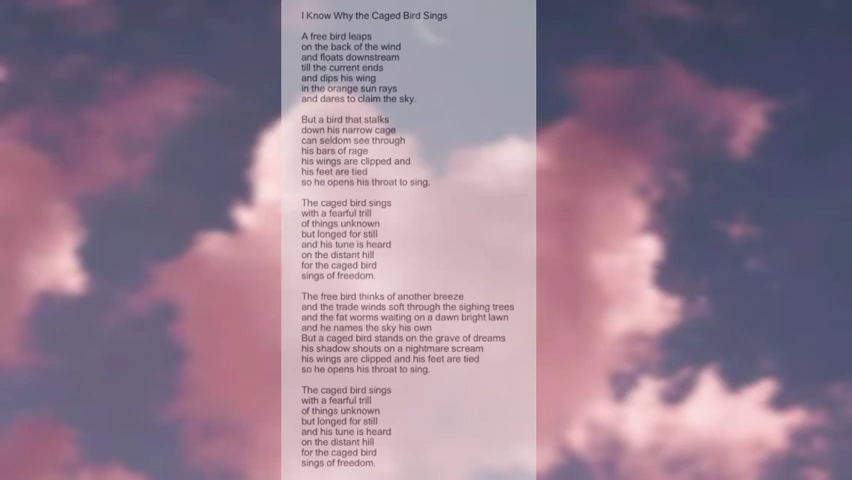 I Know Why the Caged Bird Sings
A free bird leaps
on the back of the wind
and floats downstream
till the current ends
and dips his wing
in the orange sun rays
and dares to claim the sky.
But a bird that stalks
down his narrow cage
can seldom see through
his bars of rage
his wings are clipped and
his feet are tied
so he opens his throat to sing.
The caged bird sings
with a fearful trill
of things unknown
but longed for still
and his tune is heard
on the distant hill
for the caged bird
sings of freedom.
The free bird thinks of another breeze
and the trade winds soft through the sighing trees
and the fat worms waiting on a dawn bright lawn
and he names the sky his own
But a caged bird stands on the grave of dreams
his shadow shouts on a nightmare scream
his wings are clipped and his feet are tied
so he opens his throat to sing.
The caged bird sings
with a fearful trill
of things unknown
but longed for still
and his tune is heard
on the distant hill
for the caged bird
sings of freedom.